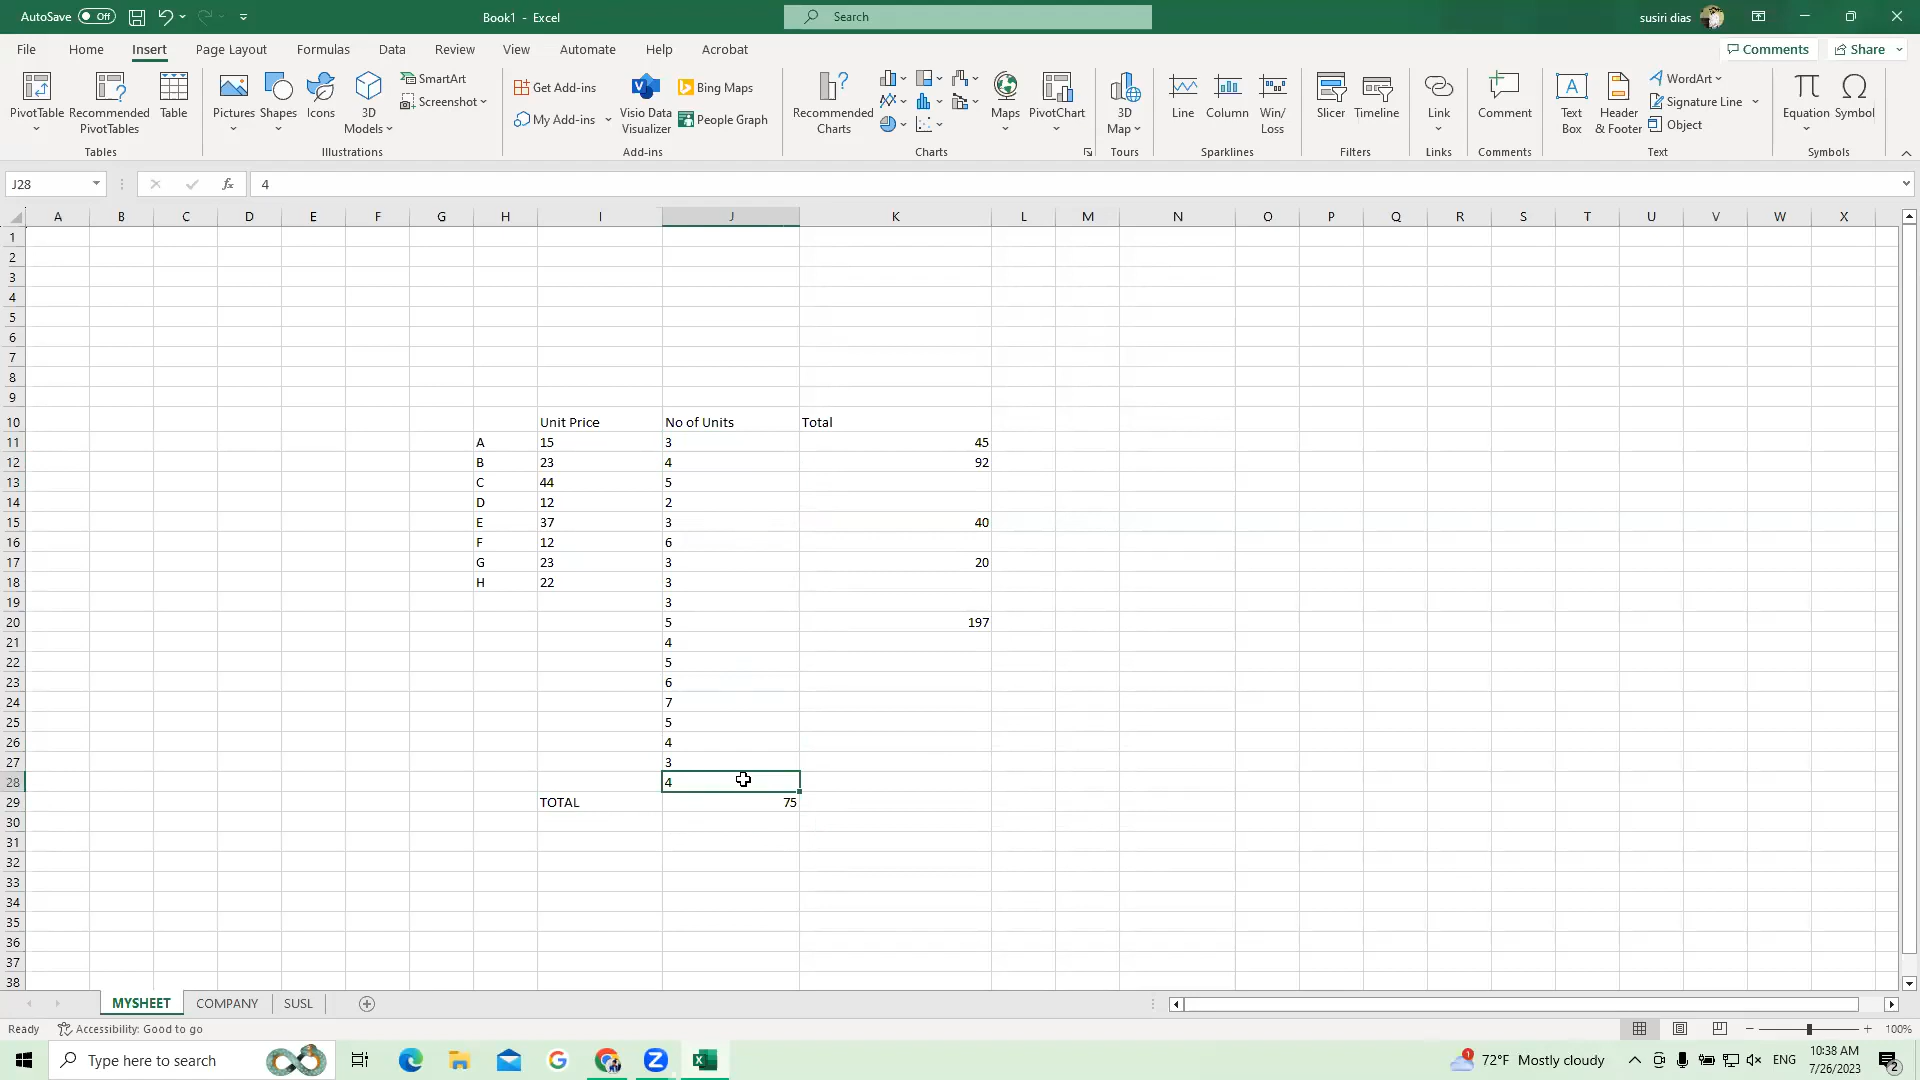 AutoSave Off Book1 - Excel Search susiri dias
File Home Insert Page Layout Formulas Data Review View Automate Help Acrobat Comments Share
PivotTable Recommended PivotTables Table
Tables
Pictures Shapes Icons 3D Models SmartArt Screenshot
Illustrations
Get Add-ins My Add-ins Visio Data Visualizer Bing Maps People Graph
Add-ins
Recommended Charts Maps PivotChart
Charts
3D Map
Tours
Line Column Win/Loss
Sparklines
Slicer Timeline
Filters
Link
Links
Comment
Comments
Text Box Header & Footer WordArt Signature Line Object
Text
Equation Symbol
Symbols
J28 fx 4
A B C D E F G H I J K L M N O P Q R S T U V W X
1
2
3
4
5
6
7
8
9
10 Unit Price No of Units Total
11 A 15 3 45
12 B 23 4 92
13 C 44 5
14 D 12 2
15 E 37 3 40
16 F 12 6
17 G 23 3 20
18 H 22 3
19 3
20 5 197
21 4
22 5
23 6
24 7
25 5
26 4
27 3
28 4
29 TOTAL 75
30
31
32
33
34
35
36
37
38
MYSHEET COMPANY SUSL
Ready Accessibility: Good to go 100%
Type here to search 72°F Mostly cloudy ENG 10:38 AM
7/26/2023 2